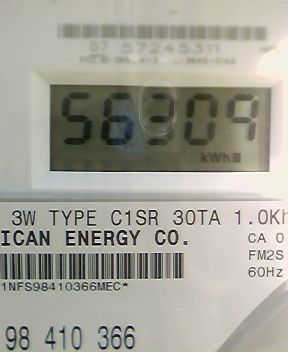 07 57245311
56309
kWh
3W TYPE C1SR 30TA 1.0Kh
ICAN ENERGY CO.
CA 0
FM2S
60Hz
1NFS98410366MEC*
98 410 366